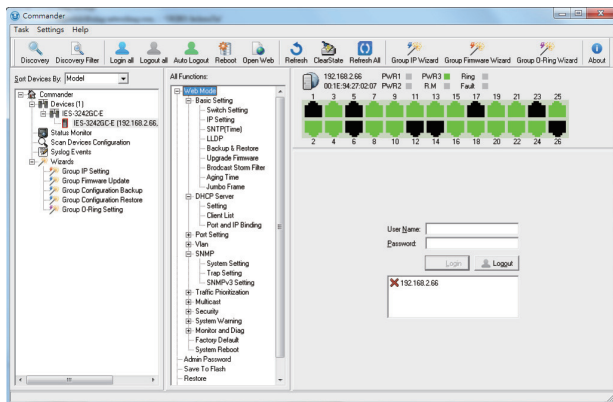 Commander
Task Settings Help
Discovery Discovery Filter Login all Logout all Auto Logout Reboot Open Web Refresh ClearState Refresh All Group IP Wizard Group Firmware Wizard Group O-Ring Wizard About
Sort Devices By: Model
Commander
Devices (1)
IES-3242GC-E
IES-3242GC-E [192.168.2.66,
Status Monitor
Scan Devices Configuration
Syslog Events
Wizards
Group IP Setting
Group Firmware Update
Group Configuration Backup
Group Configuration Restore
Group O-Ring Setting
All Functions:
Web Mode
Basic Setting
Switch Setting
IP Setting
SNTP(Time)
LLDP
Backup & Restore
Upgrade Firmware
Brodcast Storm Filter
Aging Time
Jumbo Frame
DHCP Server
Setting
Client List
Port and IP Binding
Port Setting
Vlan
SNMP
System Setting
Trap Setting
SNMPv3 Setting
Traffic Prioritization
Multicast
Security
System Warning
Monitor and Diag
Factory Default
System Reboot
Admin Password
Save To Flash
Restore
192.168.2.66 PWR1 PWR3 Ring
00:1E:94:27:02:07 PWR2 R.M Fault
1 3 5 7 9 11 13 15 17 19 21 23 25
2 4 6 8 10 12 14 16 18 20 22 24 26
User Name:
Password:
Login Logout
192.168.2.66